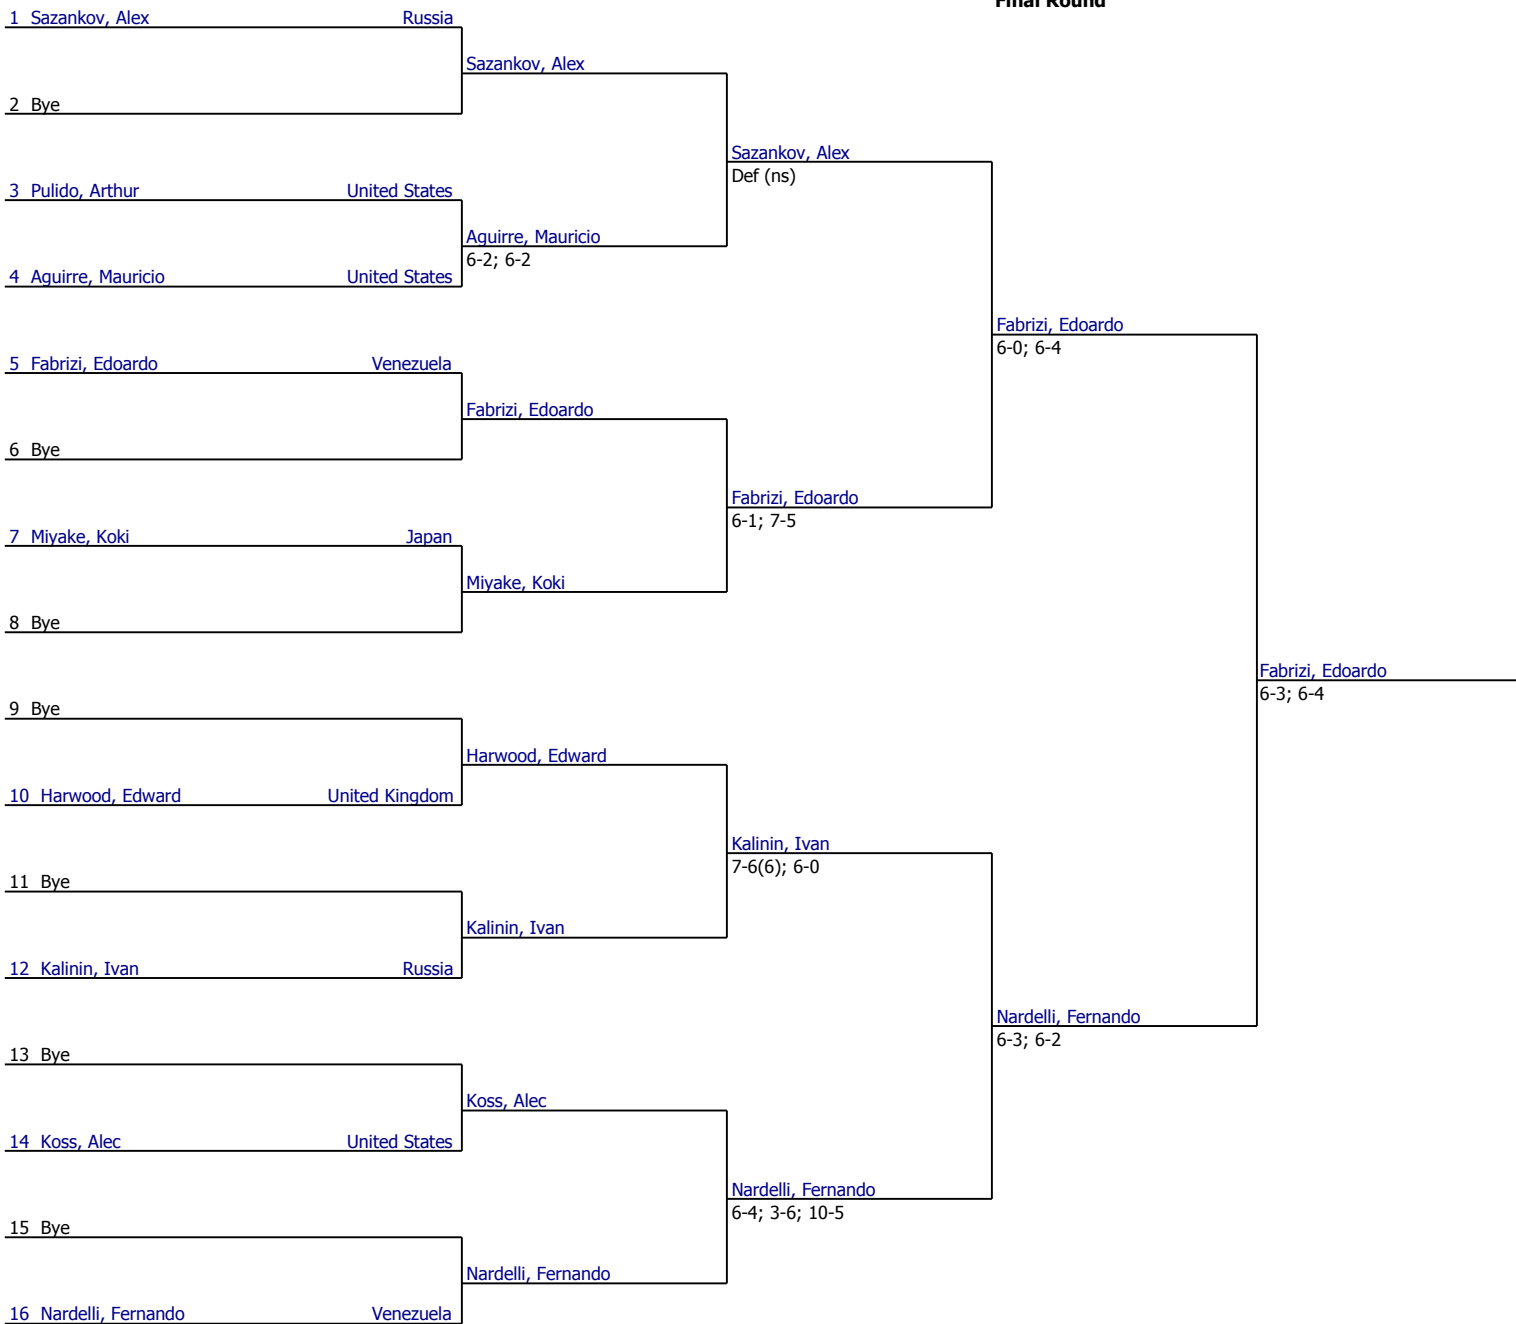 Final Round
1 Sazankov, Alex Russia
Sazankov, Alex
2 Bye
Sazankov, Alex
Def (ns)
3 Pulido, Arthur United States
Aguirre, Mauricio
6-2; 6-2
4 Aguirre, Mauricio United States
Fabrizi, Edoardo
6-0; 6-4
5 Fabrizi, Edoardo Venezuela
Fabrizi, Edoardo
6 Bye
Fabrizi, Edoardo
6-1; 7-5
7 Miyake, Koki Japan
Miyake, Koki
8 Bye
Fabrizi, Edoardo
6-3; 6-4
9 Bye
Harwood, Edward
10 Harwood, Edward United Kingdom
Kalinin, Ivan
7-6(6); 6-0
11 Bye
Kalinin, Ivan
12 Kalinin, Ivan Russia
Nardelli, Fernando
6-3; 6-2
13 Bye
Koss, Alec
14 Koss, Alec United States
Nardelli, Fernando
6-4; 3-6; 10-5
15 Bye
Nardelli, Fernando
16 Nardelli, Fernando Venezuela